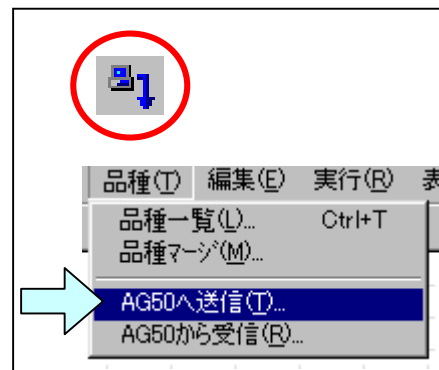 品種(T) 編集(E) 実行(R)
品種一覧(L)... Ctrl+T
品種マージ(M)...
AG50へ送信(T)...
AG50から受信(R)...